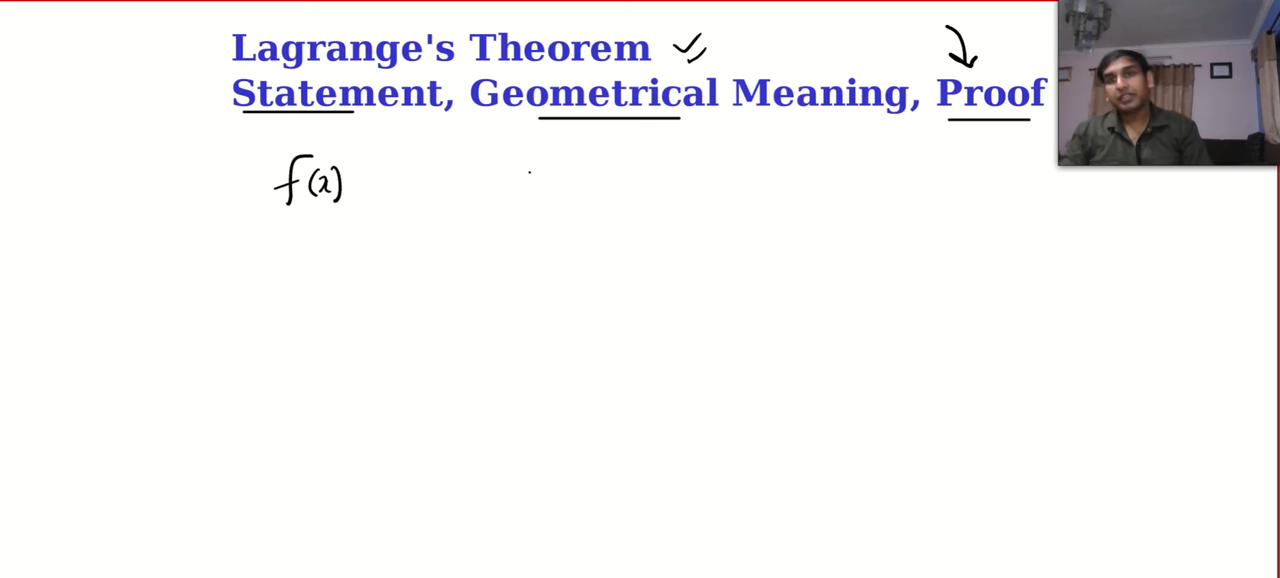 Lagrange's Theorem
Statement, Geometrical Meaning, Proof
f(x)